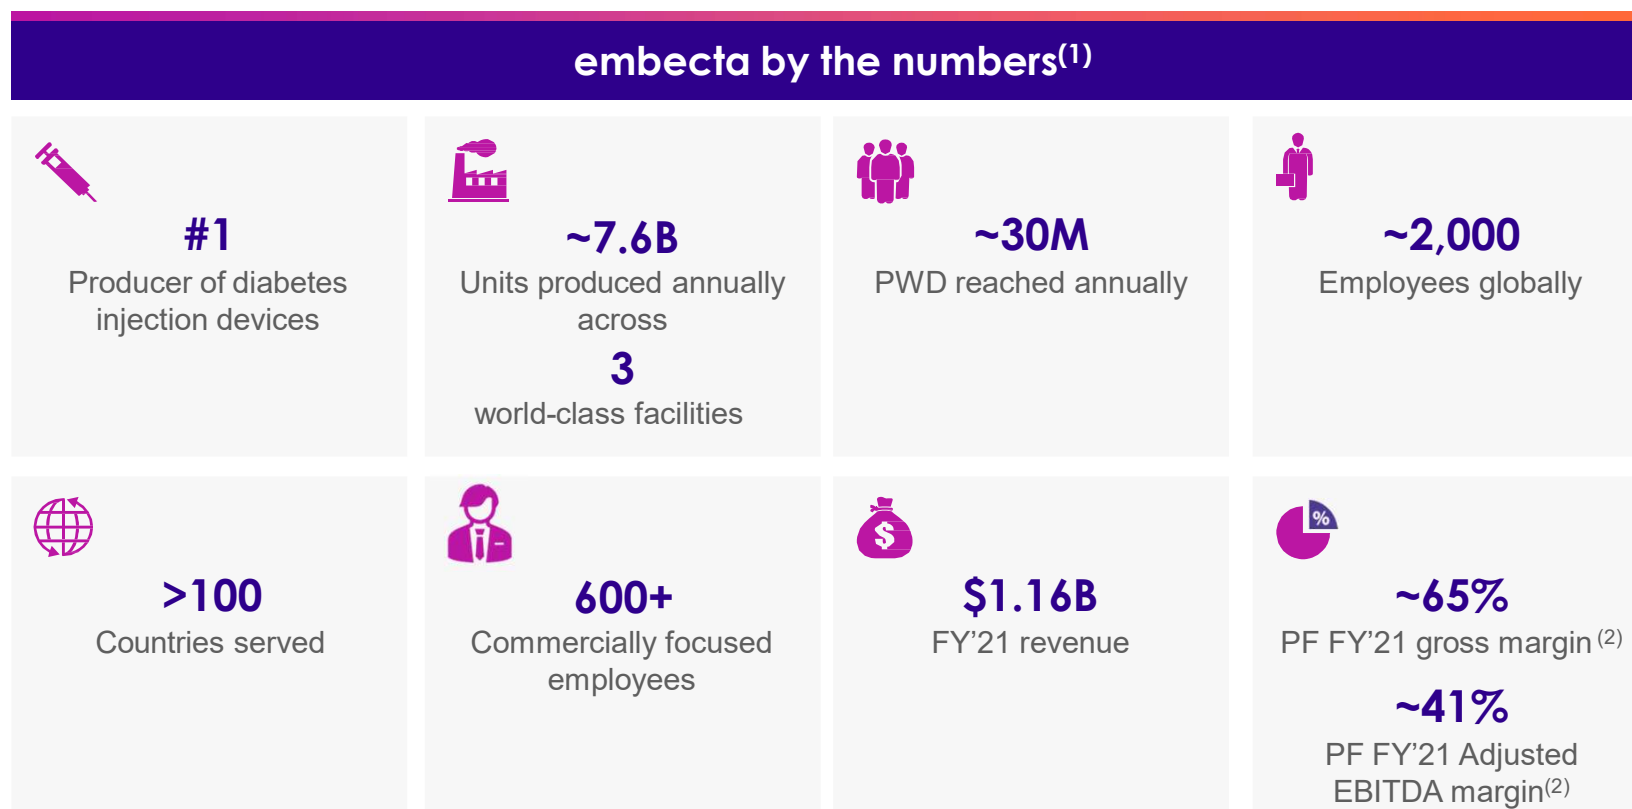 embecta by the numbers(1)
#1
Producer of diabetes
injection devices
~7.6B
Units produced annually
across
3
world-class facilities
~30M
PWD reached annually
~2,000
Employees globally
>100
Countries served
600+
Commercially focused
employees
$
$1.16B
FY’21 revenue
%
~65%
PF FY’21 gross margin (2)
~41%
PF FY’21 Adjusted
EBITDA margin(2)